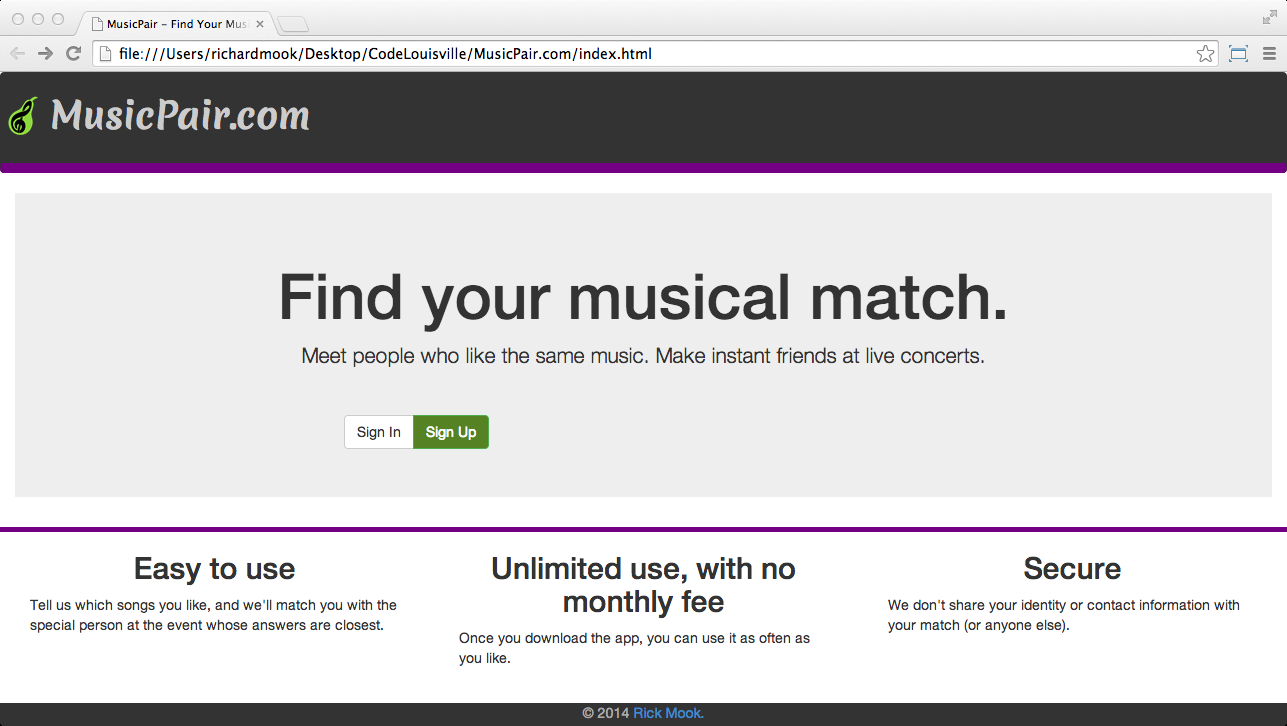 MusicPair – Find Your Mus
file:///Users/richardmook/Desktop/CodeLouisville/MusicPair.com/index.html
MusicPair.com
Find your musical match.
Meet people who like the same music. Make instant friends at live concerts.
Sign In
Sign Up
Easy to use
Tell us which songs you like, and we'll match you with the
special person at the event whose answers are closest.
Unlimited use, with no
monthly fee
Once you download the app, you can use it as often as
you like.
Secure
We don't share your identity or contact information with
your match (or anyone else).
© 2014 Rick Mook.